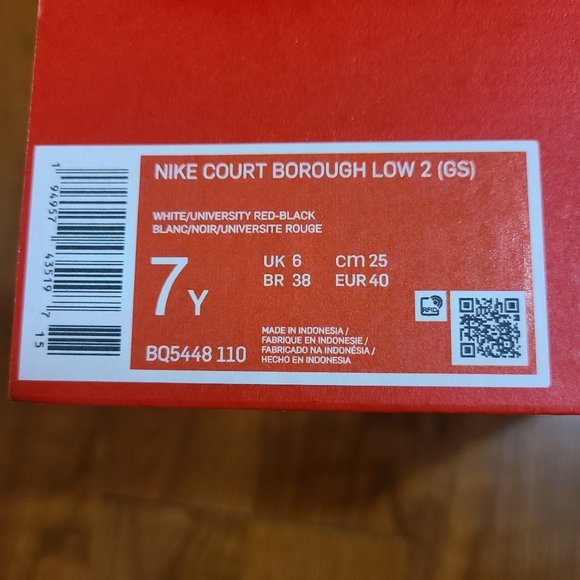 NIKE COURT BOROUGH LOW 2 (GS)
WHITE/UNIVERSITY RED-BLACK
BLANC/NOIR/UNIVERSITE ROUGE
7Y
UK 6 cm 25
BR 38 EUR 40
BQ5448 110
MADE IN INDONESIA /
FABRIQUE EN INDONESIE /
FABRICADO NA INDONÉSIA /
HECHO EN INDONESIA
RFID
1 94957 43519 7 15